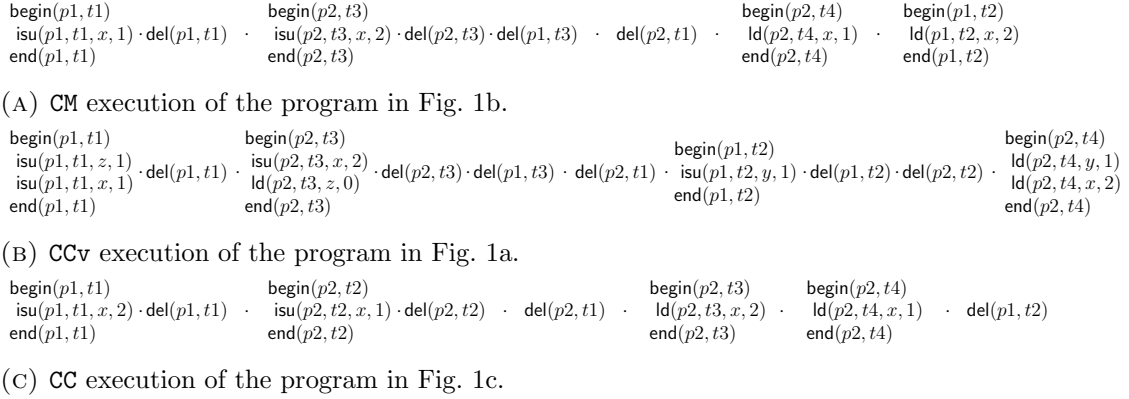 begin(p1, t1) begin(p2, t3) begin(p2, t4) begin(p1, t2)
isu(p1, t1, x, 1) · del(p1, t1) · isu(p2, t3, x, 2) · del(p2, t3) · del(p1, t3) · del(p2, t1) · ld(p2, t4, x, 1) · ld(p1, t2, x, 2)
end(p1, t1) end(p2, t3) end(p2, t4) end(p1, t2)
(A) CM execution of the program in Fig. 1b.
begin(p1, t1) begin(p2, t3) begin(p1, t2) begin(p2, t4)
isu(p1, t1, z, 1) isu(p2, t3, x, 2) isu(p1, t2, y, 1) ld(p2, t4, y, 1)
isu(p1, t1, x, 1) · del(p1, t1) · ld(p2, t3, z, 0) · del(p2, t3) · del(p1, t3) · del(p2, t1) · · del(p1, t2) · del(p2, t2) · ld(p2, t4, x, 2)
end(p1, t1) end(p2, t3) end(p1, t2) end(p2, t4)
(B) CCv execution of the program in Fig. 1a.
begin(p1, t1) begin(p2, t2) begin(p2, t3) begin(p2, t4)
isu(p1, t1, x, 2) · del(p1, t1) · isu(p2, t2, x, 1) · del(p2, t2) · del(p2, t1) · ld(p2, t3, x, 2) · ld(p2, t4, x, 1) · del(p1, t2)
end(p1, t1) end(p2, t2) end(p2, t3) end(p2, t4)
(C) CC execution of the program in Fig. 1c.